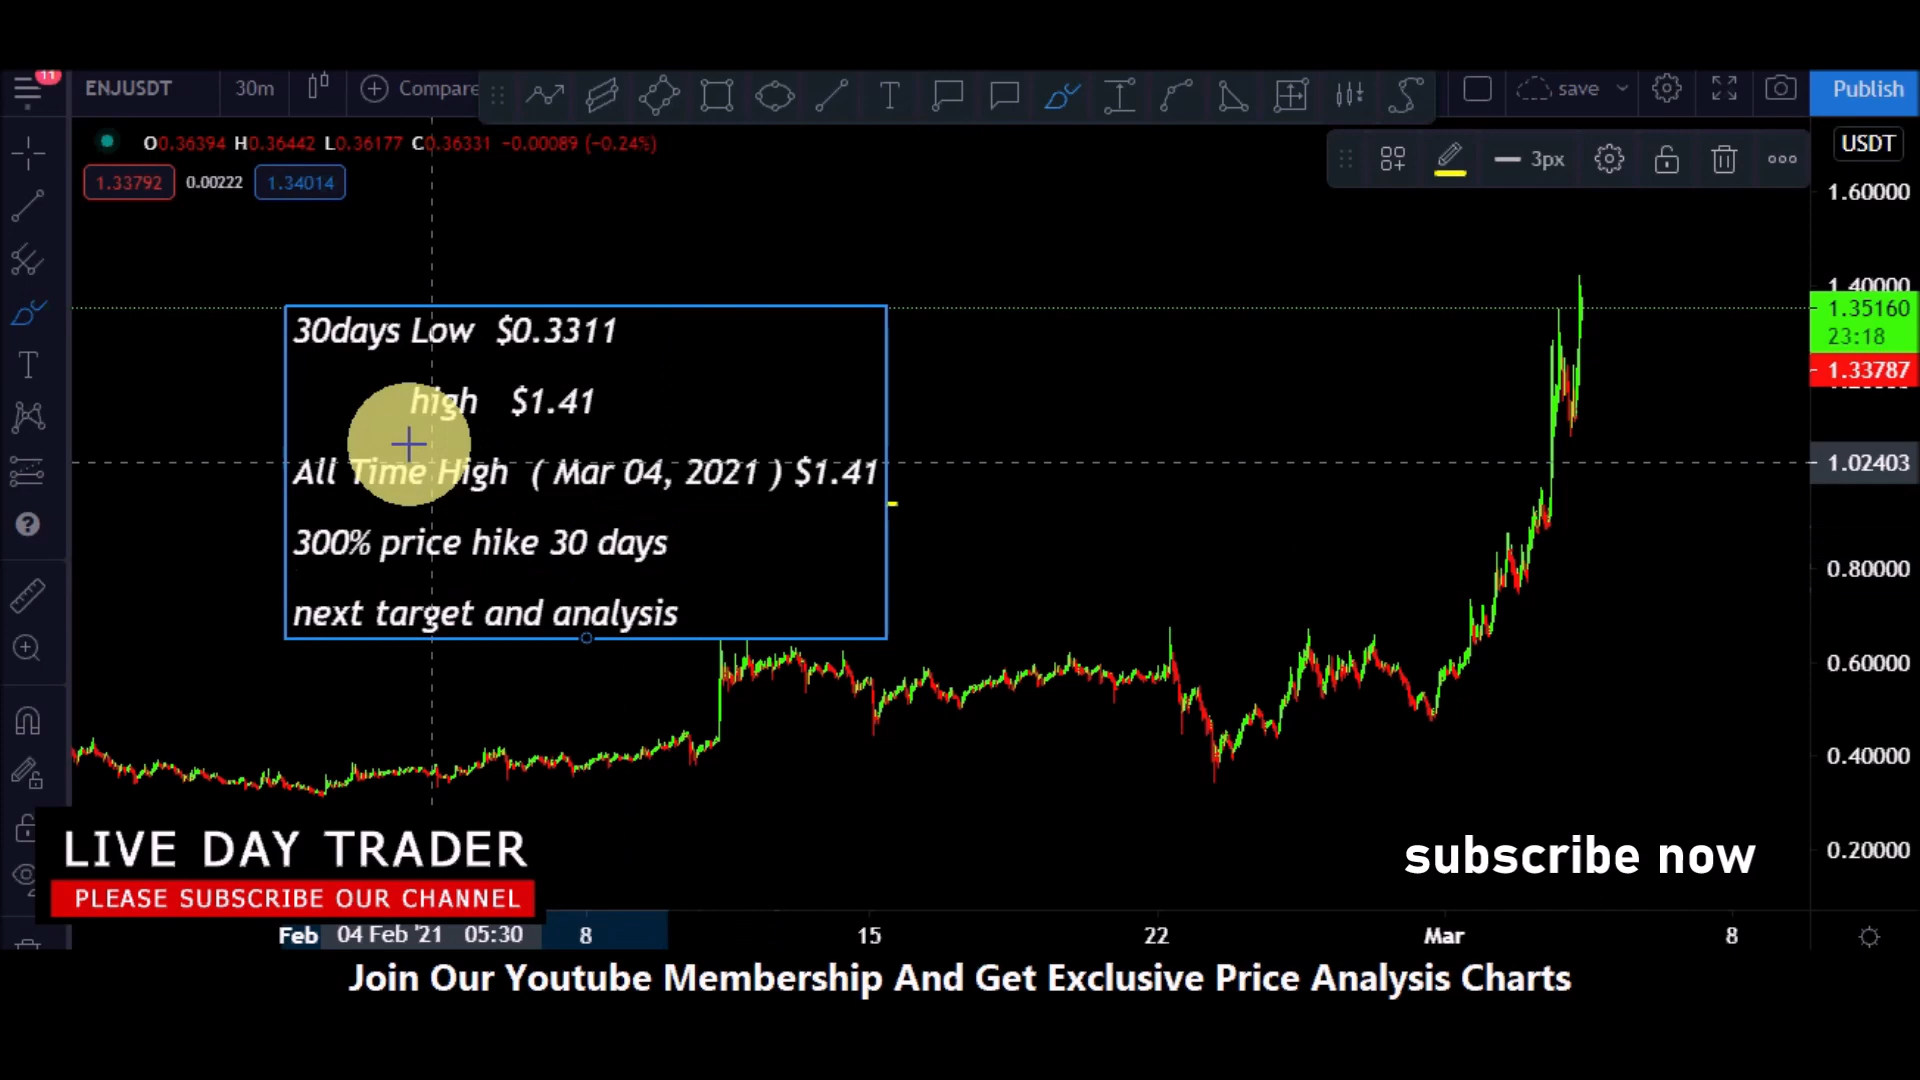 11
ENJUSDT 30m Compare save Publish
O0.36394 H0.36442 L0.36177 C0.36331 -0.00089 (-0.24%)
USDT
3px
1.33792 0.00222 1.34014
1.60000
1.40000
1.35160
23:18
1.33787
1.02403
0.80000
0.60000
0.40000
0.20000
30days Low $0.3311
high $1.41
All Time High ( Mar 04, 2021 ) $1.41
300% price hike 30 days
next target and analysis
LIVE DAY TRADER
PLEASE SUBSCRIBE OUR CHANNEL
subscribe now
Feb 04 Feb '21 05:30 8 15 22 Mar 8
Join Our Youtube Membership And Get Exclusive Price Analysis Charts